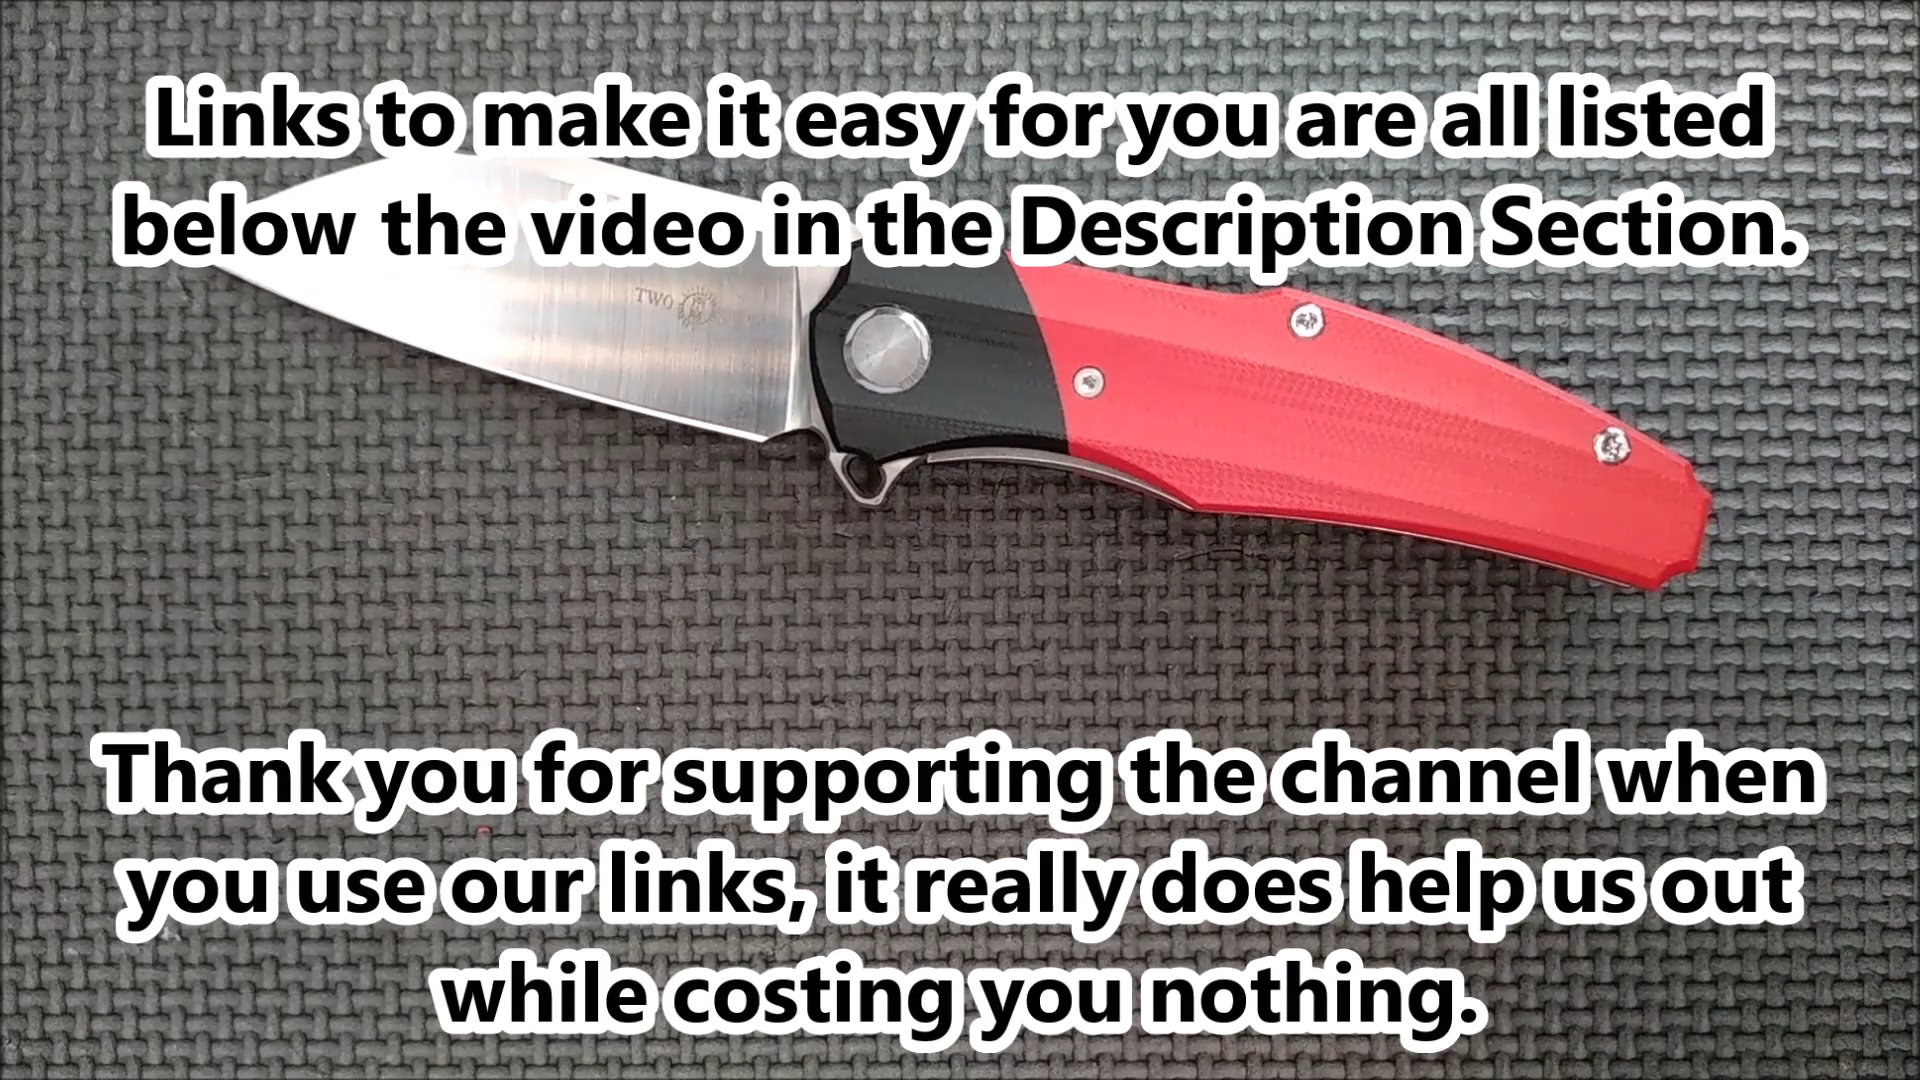 Links to make it easy for you are all listed
below the video in the Description Section.
TWO
Thank you for supporting the channel when
you use our links, it really does help us out
while costing you nothing.